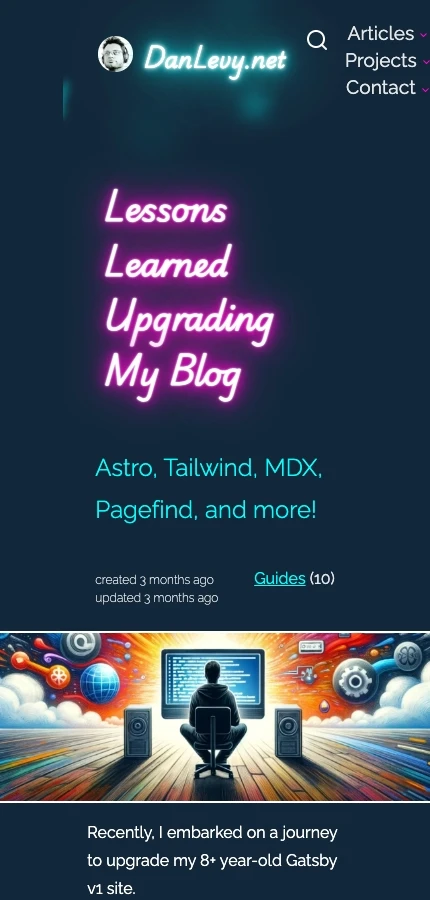 DanLevy.net
Articles
Projects
Contact
Lessons
Learned
Upgrading
My Blog
Astro, Tailwind, MDX,
Pagefind, and more!
created 3 months ago
updated 3 months ago
Guides (10)
Recently, I embarked on a journey
to upgrade my 8+ year-old Gatsby
v1 site.